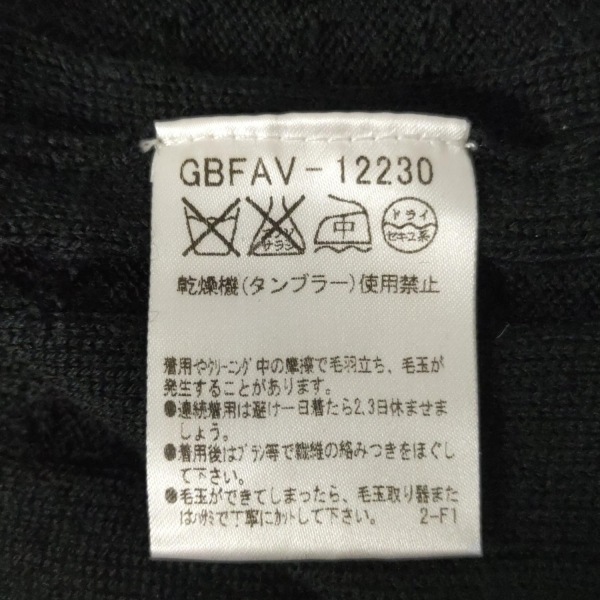 GBFAV-12230
エンソ サラシ 中 ドライ セキユ系
乾燥機(タンブラー)使用禁止
着用やクリーニング中の摩擦で毛羽立ち、毛玉が
発生することがあります。
●連続着用は避け一日着たら2.3日休ませま
しょう。
●着用後はブラシ等で繊維の絡みつきをほぐし
て下さい。
●毛玉ができてしまったら、毛玉取り器また
はハサミで丁寧にカットして下さい。 2-F1